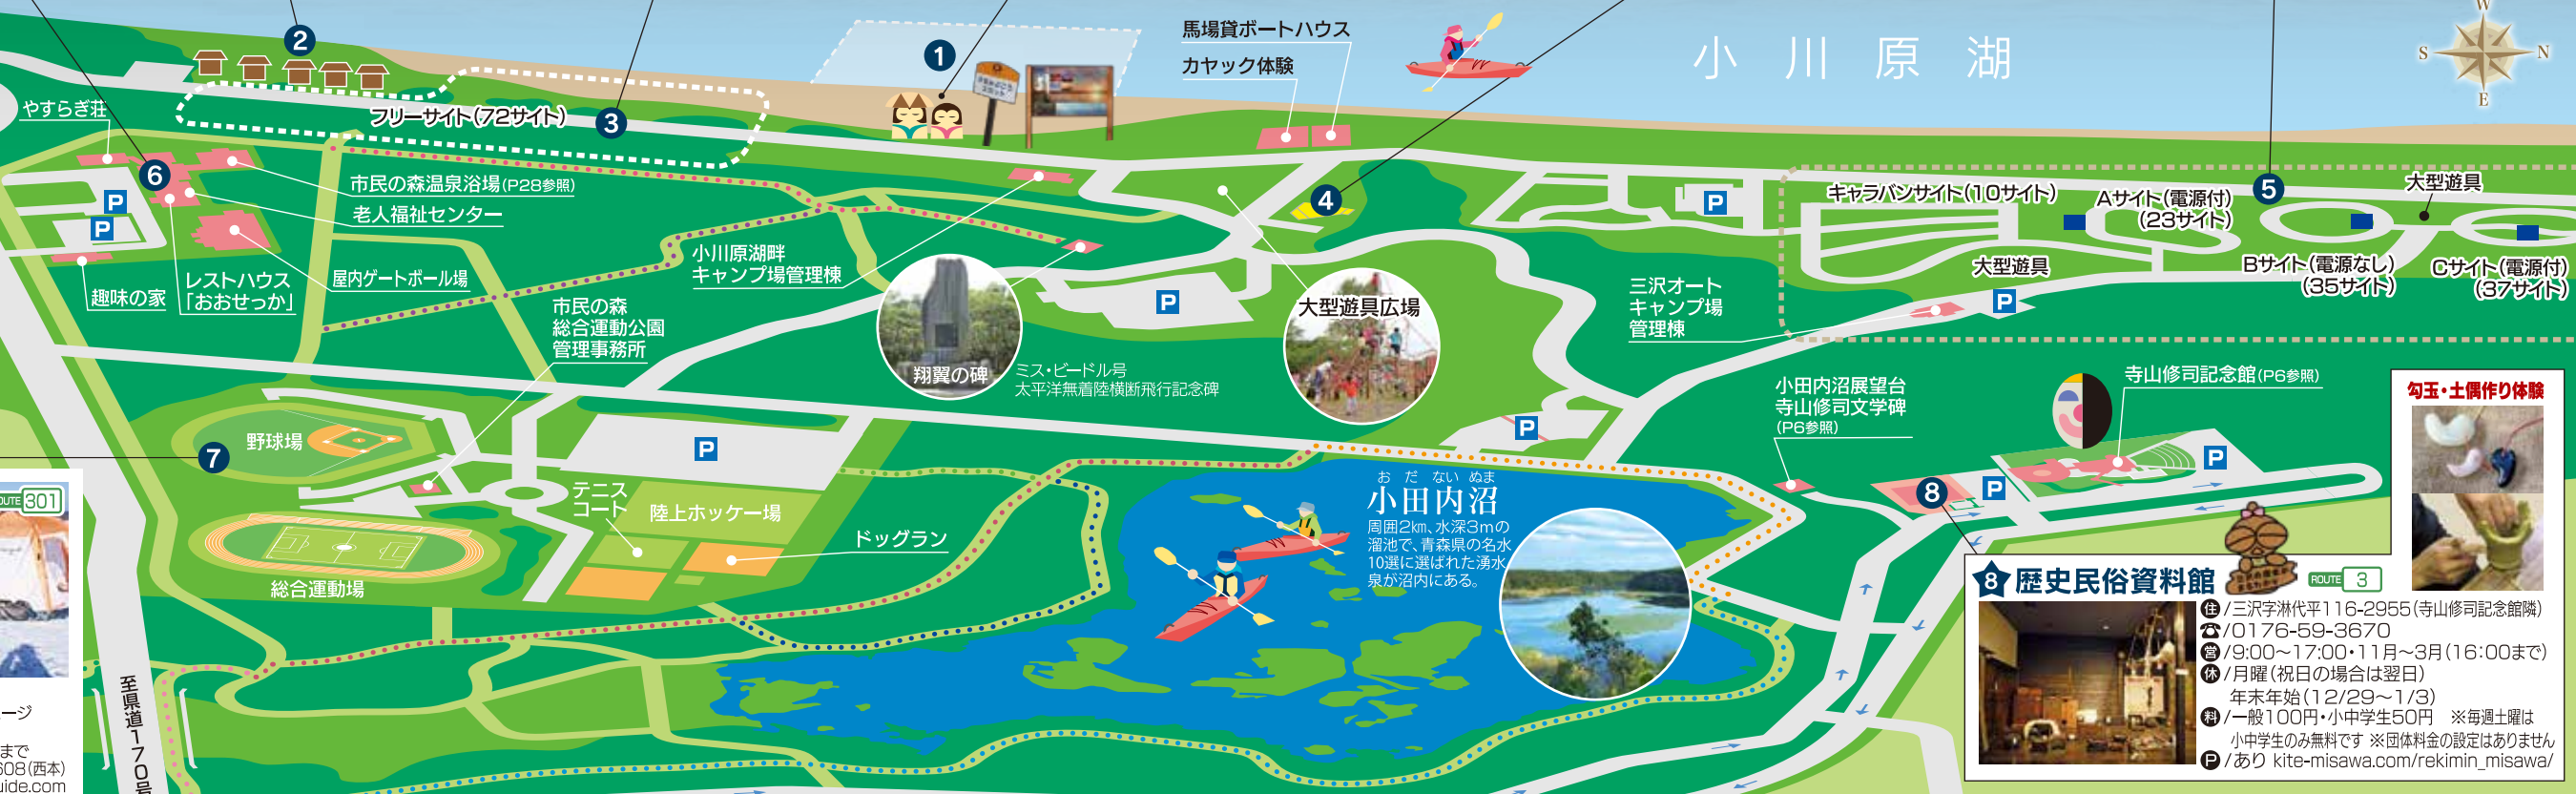 2
1
馬場貸ボートハウス
カヤック体験
小川原湖
W
S
N
E
やすらぎ荘
フリーサイト(72サイト)
3
6
市民の森温泉浴場(P28参照)
老人福祉センター
P
P
4
P
キャラバンサイト(10サイト)
Aサイト(電源付)
(23サイト)
5
大型遊具
小川原湖畔
キャンプ場管理棟
趣味の家
レストハウス
「おおせっか」
屋内ゲートボール場
市民の森
総合運動公園
管理事務所
P
大型遊具広場
三沢オート
キャンプ場
管理棟
大型遊具
P
Bサイト(電源なし)
(35サイト)
Cサイト(電源付)
(37サイト)
翔翼の碑
ミス・ビードル号
太平洋無着陸横断飛行記念碑
小田内沼展望台
寺山修司文学碑
(P6参照)
寺山修司記念館(P6参照)
勾玉・土偶作り体験
野球場
7
P
P
P
8
P
ROUTE 301
テニス
コート
陸上ホッケー場
ドッグラン
総合運動場
お だ ない ぬま
小田内沼
周囲2km、水深3mの
溜池で、青森県の名水
10選に選ばれた湧水
泉が沼内にある。
至県道170号
ージ
まで
608(西本)
uide.com
8 歴史民俗資料館 ROUTE 3
住/三沢字淋代平116-2955(寺山修司記念館隣)
☎/0176-59-3670
営/9:00〜17:00・11月〜3月(16:00まで)
休/月曜(祝日の場合は翌日)
年末年始(12/29〜1/3)
料/一般100円・小中学生50円 ※毎週土曜は
小中学生のみ無料です ※団体料金の設定はありません
P/あり kite-misawa.com/rekimin_misawa/